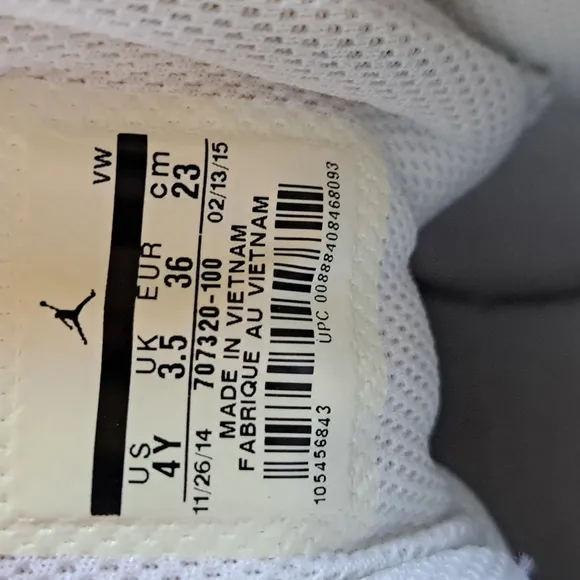 VW
US UK EUR cm
4Y 3.5 36 23
11/26/14 707320-100 02/13/15
MADE IN VIETNAM
FABRIQUE AU VIETNAM
105456843 UPC 00888408468093